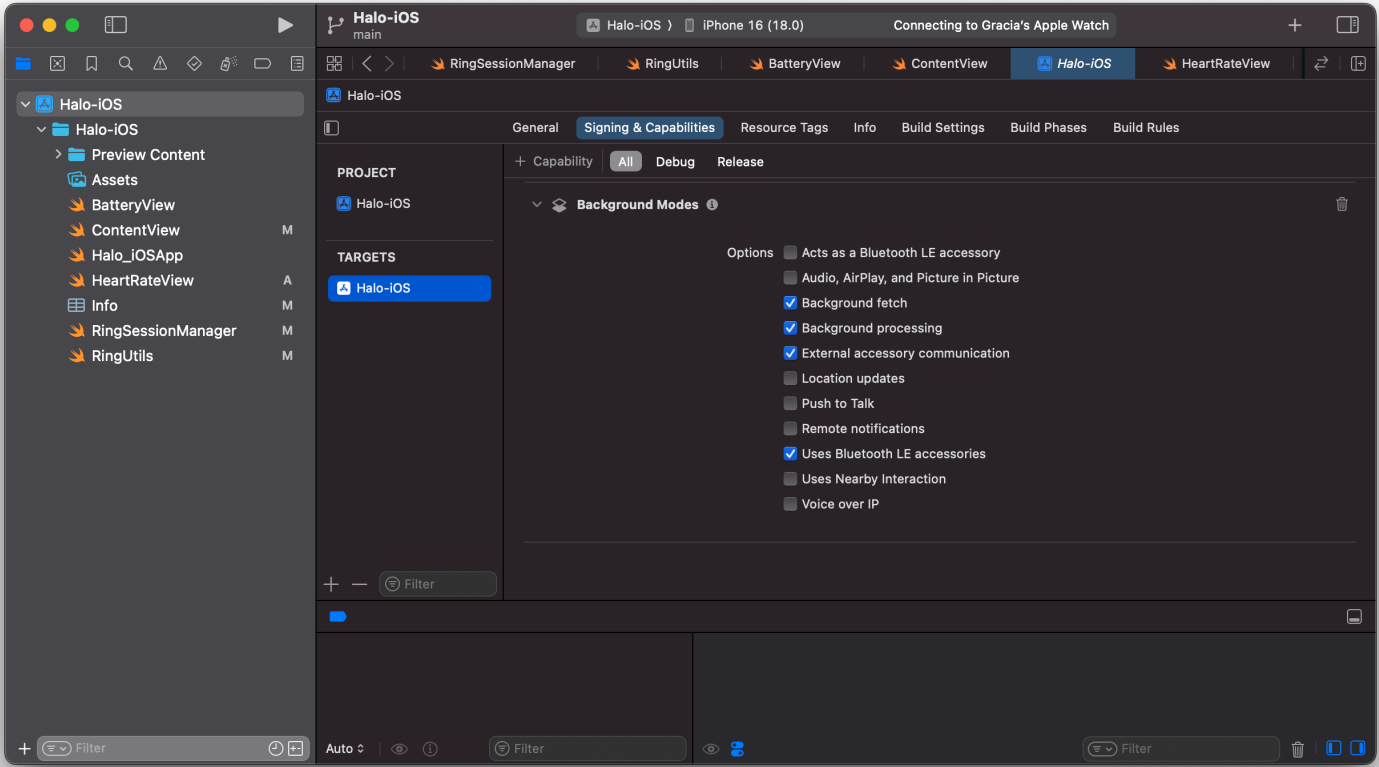 Halo-iOS
main
Halo-iOS
iPhone 16 (18.0)
Connecting to Gracia's Apple Watch
RingSessionManager
RingUtils
BatteryView
ContentView
Halo-iOS
HeartRateView
Halo-iOS
Halo-iOS
Halo-iOS
Preview Content
Assets
BatteryView
ContentView M
Halo_iOSApp
HeartRateView A
Info M
RingSessionManager M
RingUtils M
Filter
General
Signing & Capabilities
Resource Tags
Info
Build Settings
Build Phases
Build Rules
PROJECT
Halo-iOS
TARGETS
Halo-iOS
Filter
+ Capability
All
Debug
Release
Background Modes
Options
Acts as a Bluetooth LE accessory
Audio, AirPlay, and Picture in Picture
Background fetch
Background processing
External accessory communication
Location updates
Push to Talk
Remote notifications
Uses Bluetooth LE accessories
Uses Nearby Interaction
Voice over IP
Auto
Filter
Filter